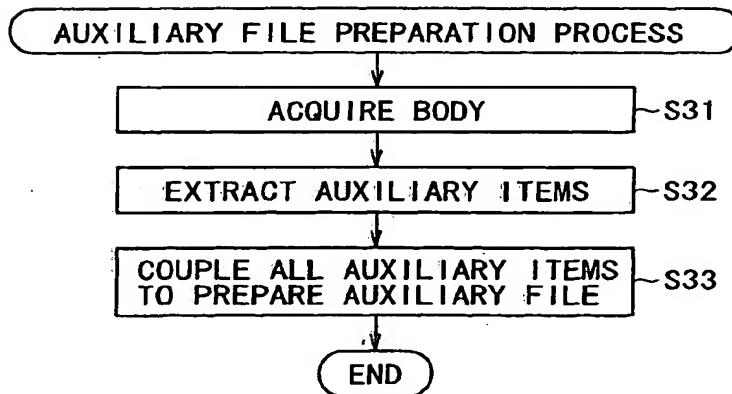 AUXILIARY FILE PREPARATION PROCESS
ACQUIRE BODY
S31
EXTRACT AUXILIARY ITEMS
S32
COUPLE ALL AUXILIARY ITEMS
TO PREPARE AUXILIARY FILE
S33
END